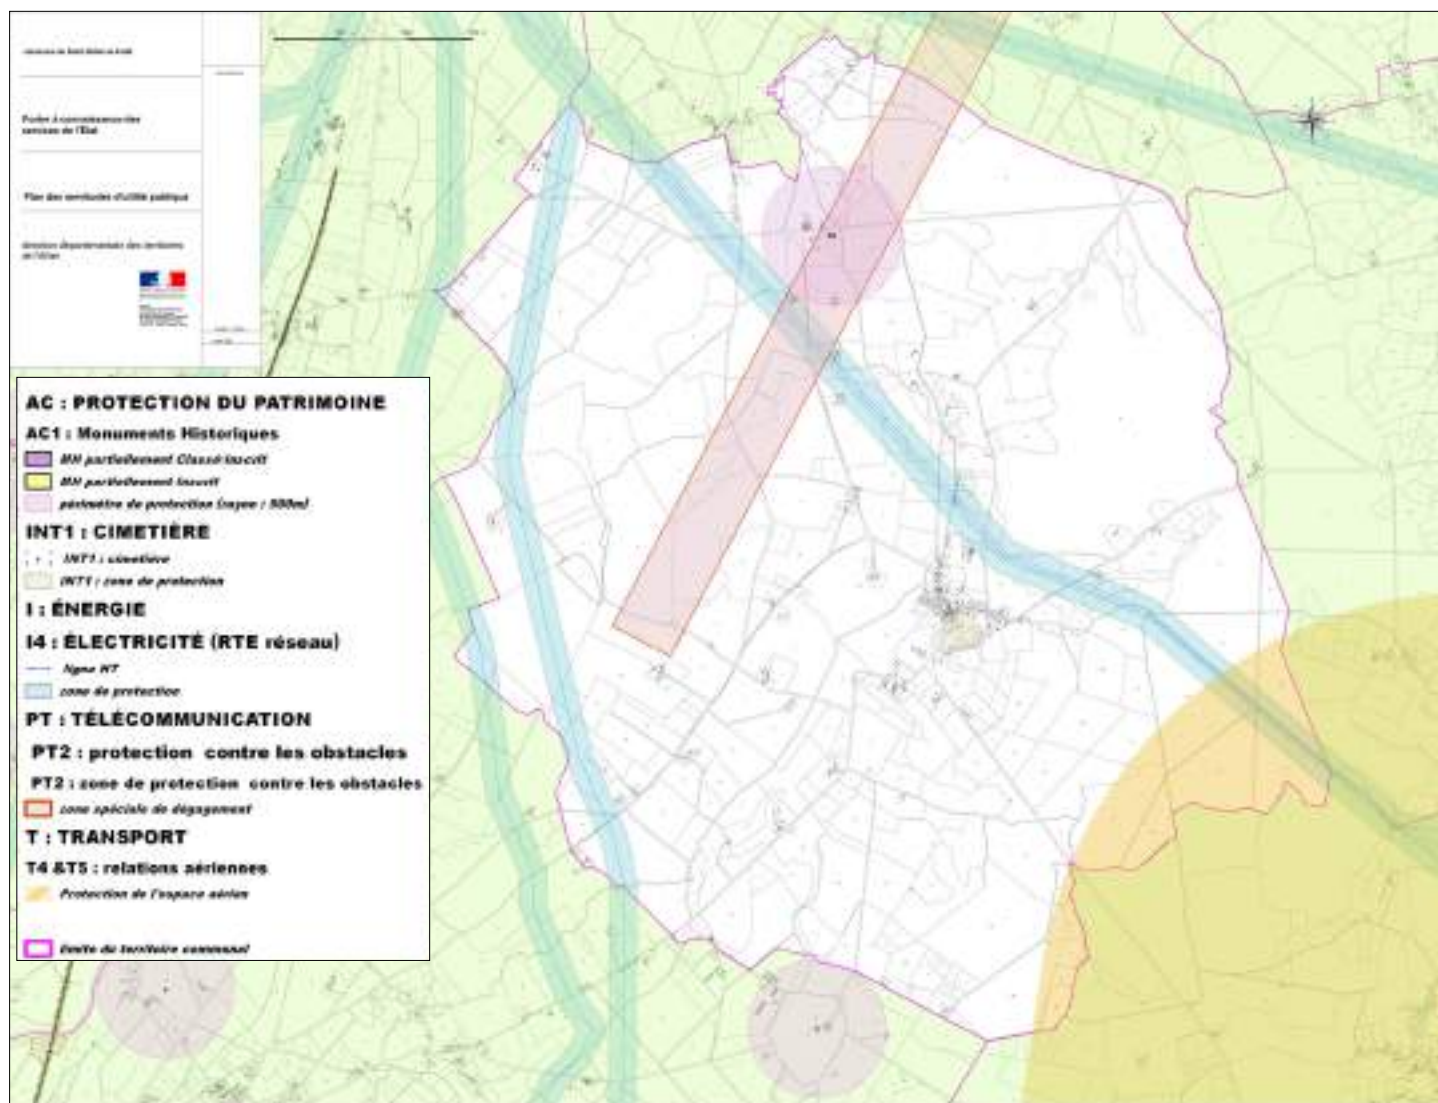 Porter à connaissance des
services de l'État
Plan des servitudes d'utilité publique
direction départementale des territoires
AC : PROTECTION DU PATRIMOINE
AC1 : Monuments Historiques
MH partiellement Classé-Inscrit
MH partiellement Inscrit
périmètre de protection (rayon : 500m)
INT1 : CIMETIÈRE
INT1 : cimetière
INT1 : zone de protection
I : ÉNERGIE
I4 : ÉLECTRICITÉ (RTE réseau)
ligne HT
zone de protection
PT : TÉLÉCOMMUNICATION
PT2 : protection contre les obstacles
PT2 : zone de protection contre les obstacles
zone spéciale de dégagement
T : TRANSPORT
T4 &T5 : relations aériennes
Protection de l'espace aérien
limite du territoire communal